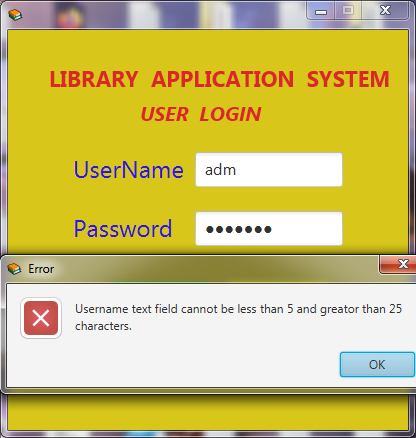 LIBRARY APPLICATION SYSTEM
USER LOGIN
UserName adm
Password •••••••
Error
Username text field cannot be less than 5 and greator than 25
characters.
OK